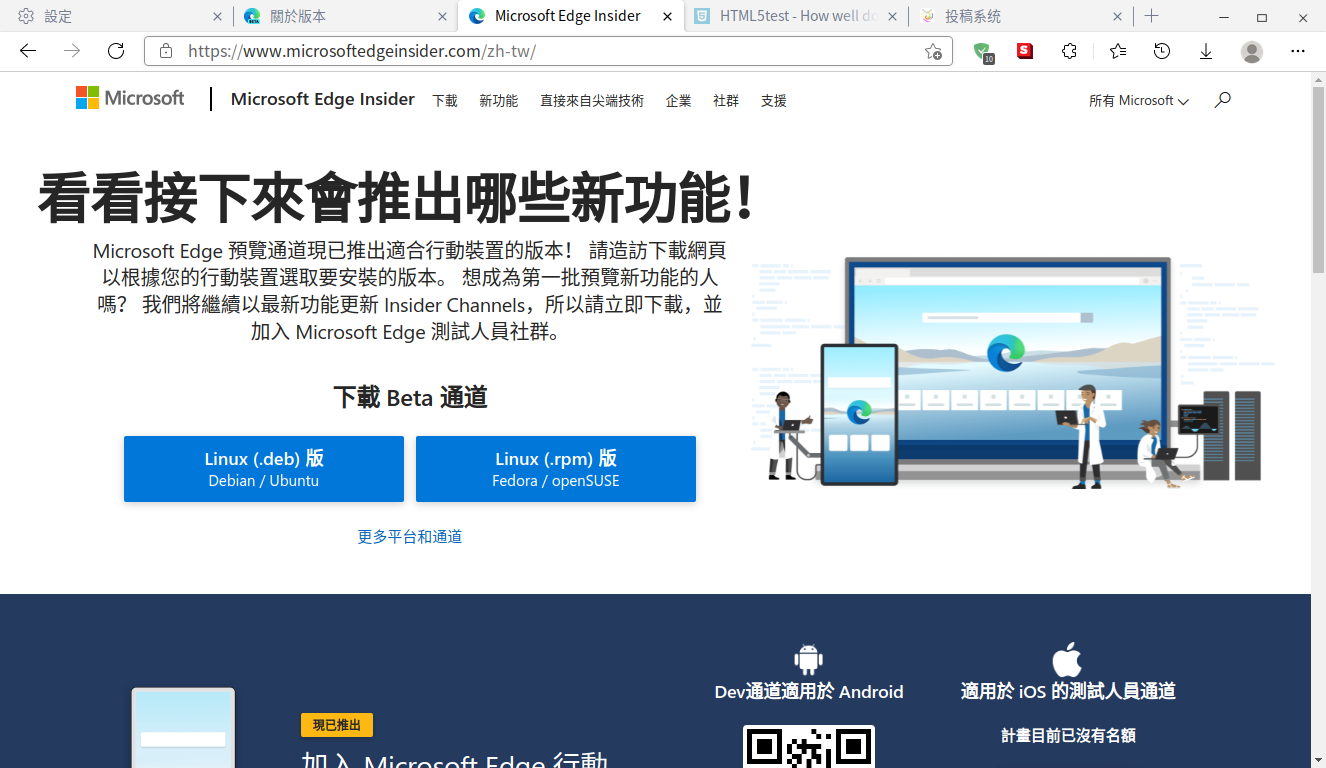 設定
關於版本
Microsoft Edge Insider
HTML5test - How well do
投稿系统
https://www.microsoftedgeinsider.com/zh-tw/
10
Microsoft
Microsoft Edge Insider 下載 新功能 直接來自尖端技術 企業 社群 支援
所有 Microsoft
看看接下來會推出哪些新功能！
Microsoft Edge 預覽通道現已推出適合行動裝置的版本！ 請造訪下載網頁
以根據您的行動裝置選取要安裝的版本。 想成為第一批預覽新功能的人
嗎？ 我們將繼續以最新功能更新 Insider Channels，所以請立即下載，並
加入 Microsoft Edge 測試人員社群。
下載 Beta 通道
Linux (.deb) 版
Debian / Ubuntu
Linux (.rpm) 版
Fedora / openSUSE
更多平台和通道
現已推出
加入 Microsoft Edge 行動
Dev通道適用於 Android
適用於 iOS 的測試人員通道
計畫目前已沒有名額